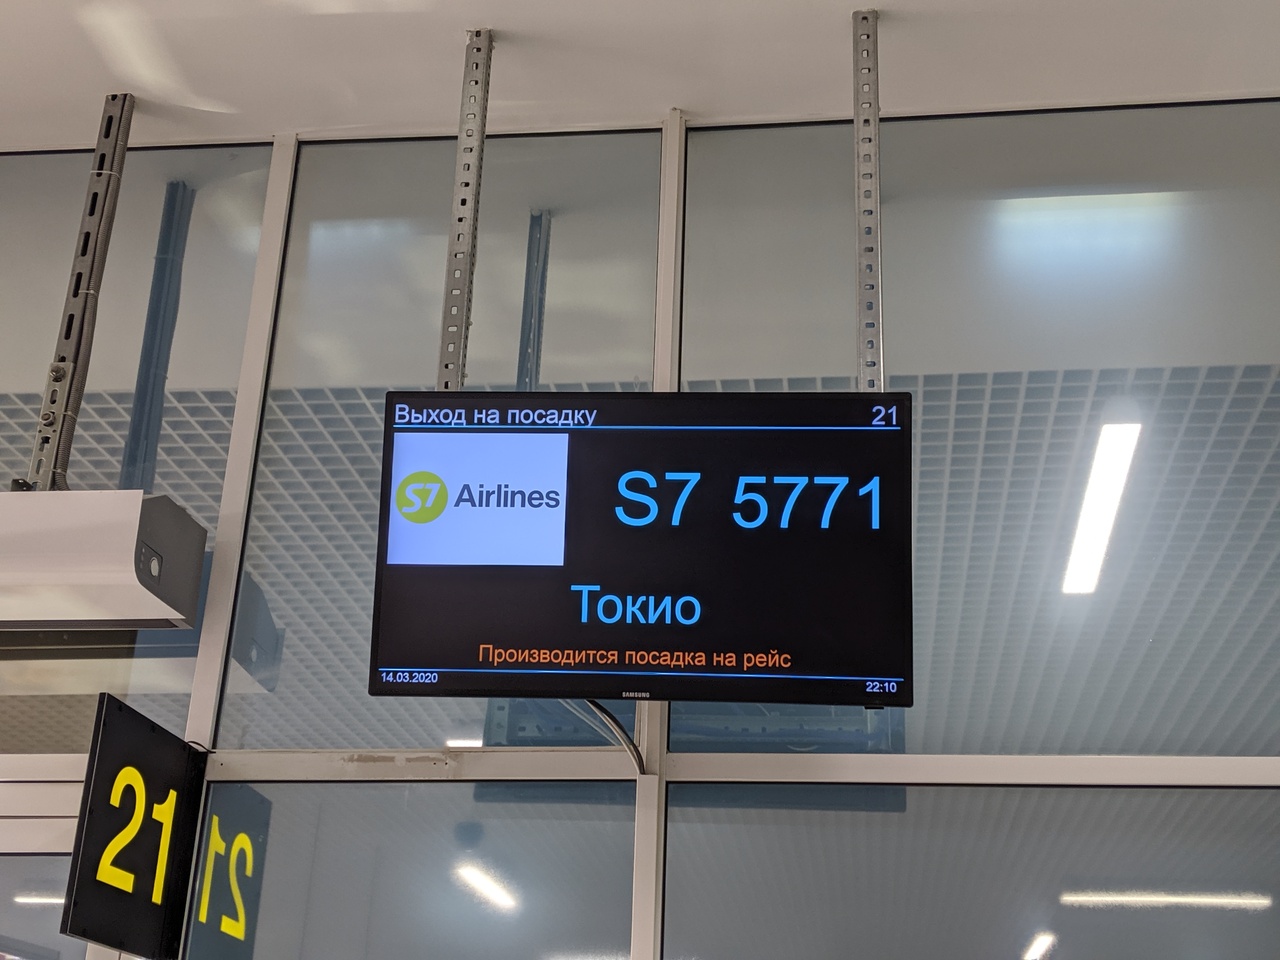 Выход на посадку 21
S7 Airlines
S7 5771
Токио
Производится посадка на рейс
14.03.2020 22:10
SAMSUNG
21
21